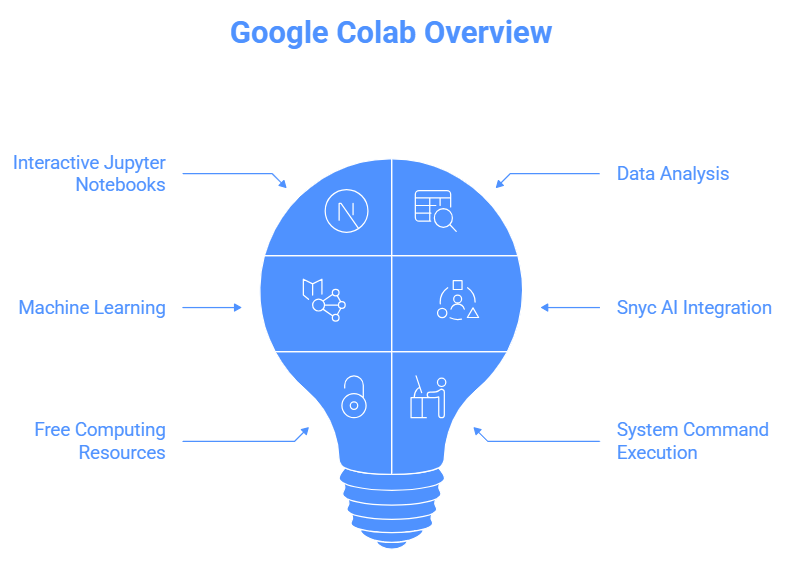 Google Colab Overview
Interactive Jupyter
Notebooks
Data Analysis
Machine Learning
Snyc AI Integration
Free Computing
Resources
System Command
Execution